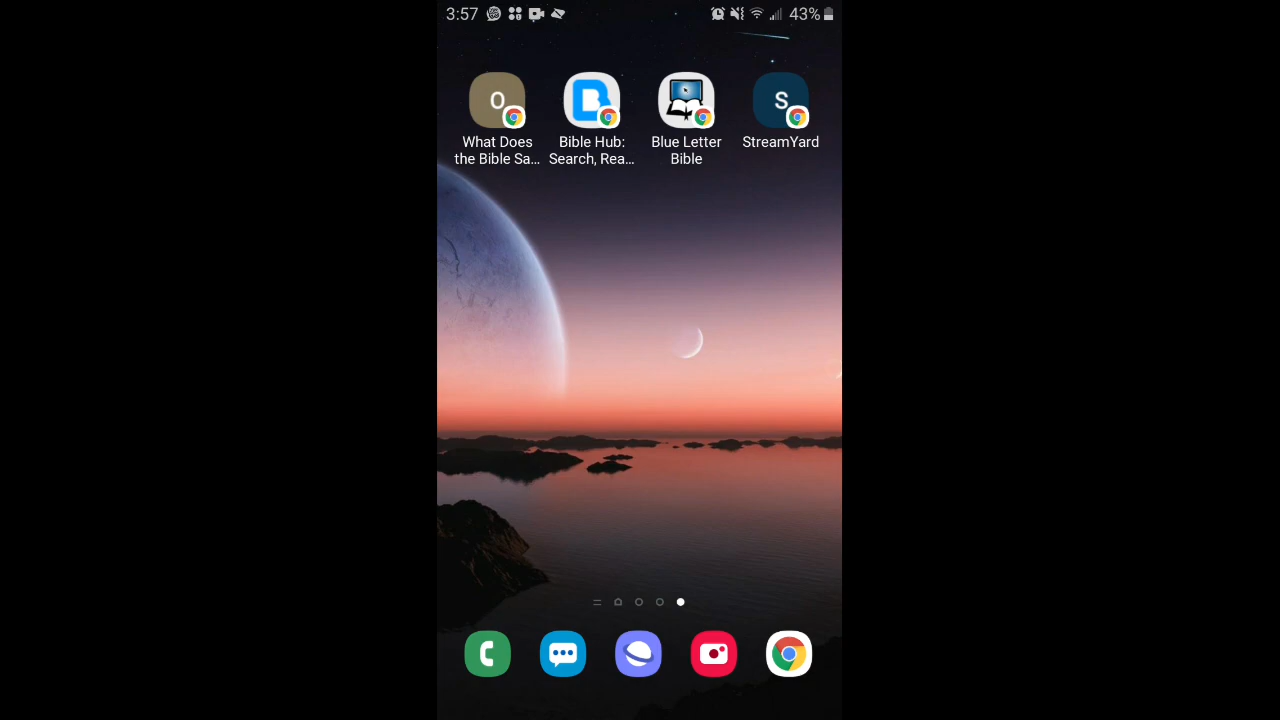 3:57
43%
O
S
What Does
the Bible Sa...
Bible Hub:
Search, Rea...
Blue Letter
Bible
StreamYard